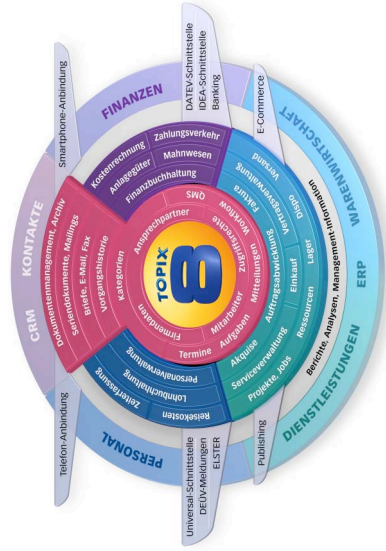 CRM
KONTAKTE
FINANZEN
WARENWIRTSCHAFT
ERP
DIENSTLEISTUNGEN
PERSONAL
Telefon-Anbindung
Smartphone-Anbindung
Dokumentenmanagement, Archiv
Seriendokumente, Mailings
Briefe, E-Mail, Fax
Vorgangshistorie
Kategorien
Kostenrechnung
Zahlungsverkehr
Anlagegüter
Mahnwesen
Finanzbuchhaltung
DATEV-Schnittstelle
IDEA-Schnittstelle
Banking
E-Commerce
Versand
Vertragsverwaltung
Dispo
Faktura
Auftragsabwicklung
Einkauf
Lager
Ressourcen
Berichte, Analysen, Management-Information
Akquise
Serviceverwaltung
Projekte, Jobs
Publishing
Universal-Schnittstelle
DEÜV-Meldungen
ELSTER
Reisekosten
Zeiterfassung
Lohnbuchhaltung
Personalverwaltung
Firmendaten
Ansprechpartner
QMS
Workflow
Zugriffsrechte
Mitteilungen
Mitarbeiter
Aufgaben
Termine
TOPIX
8